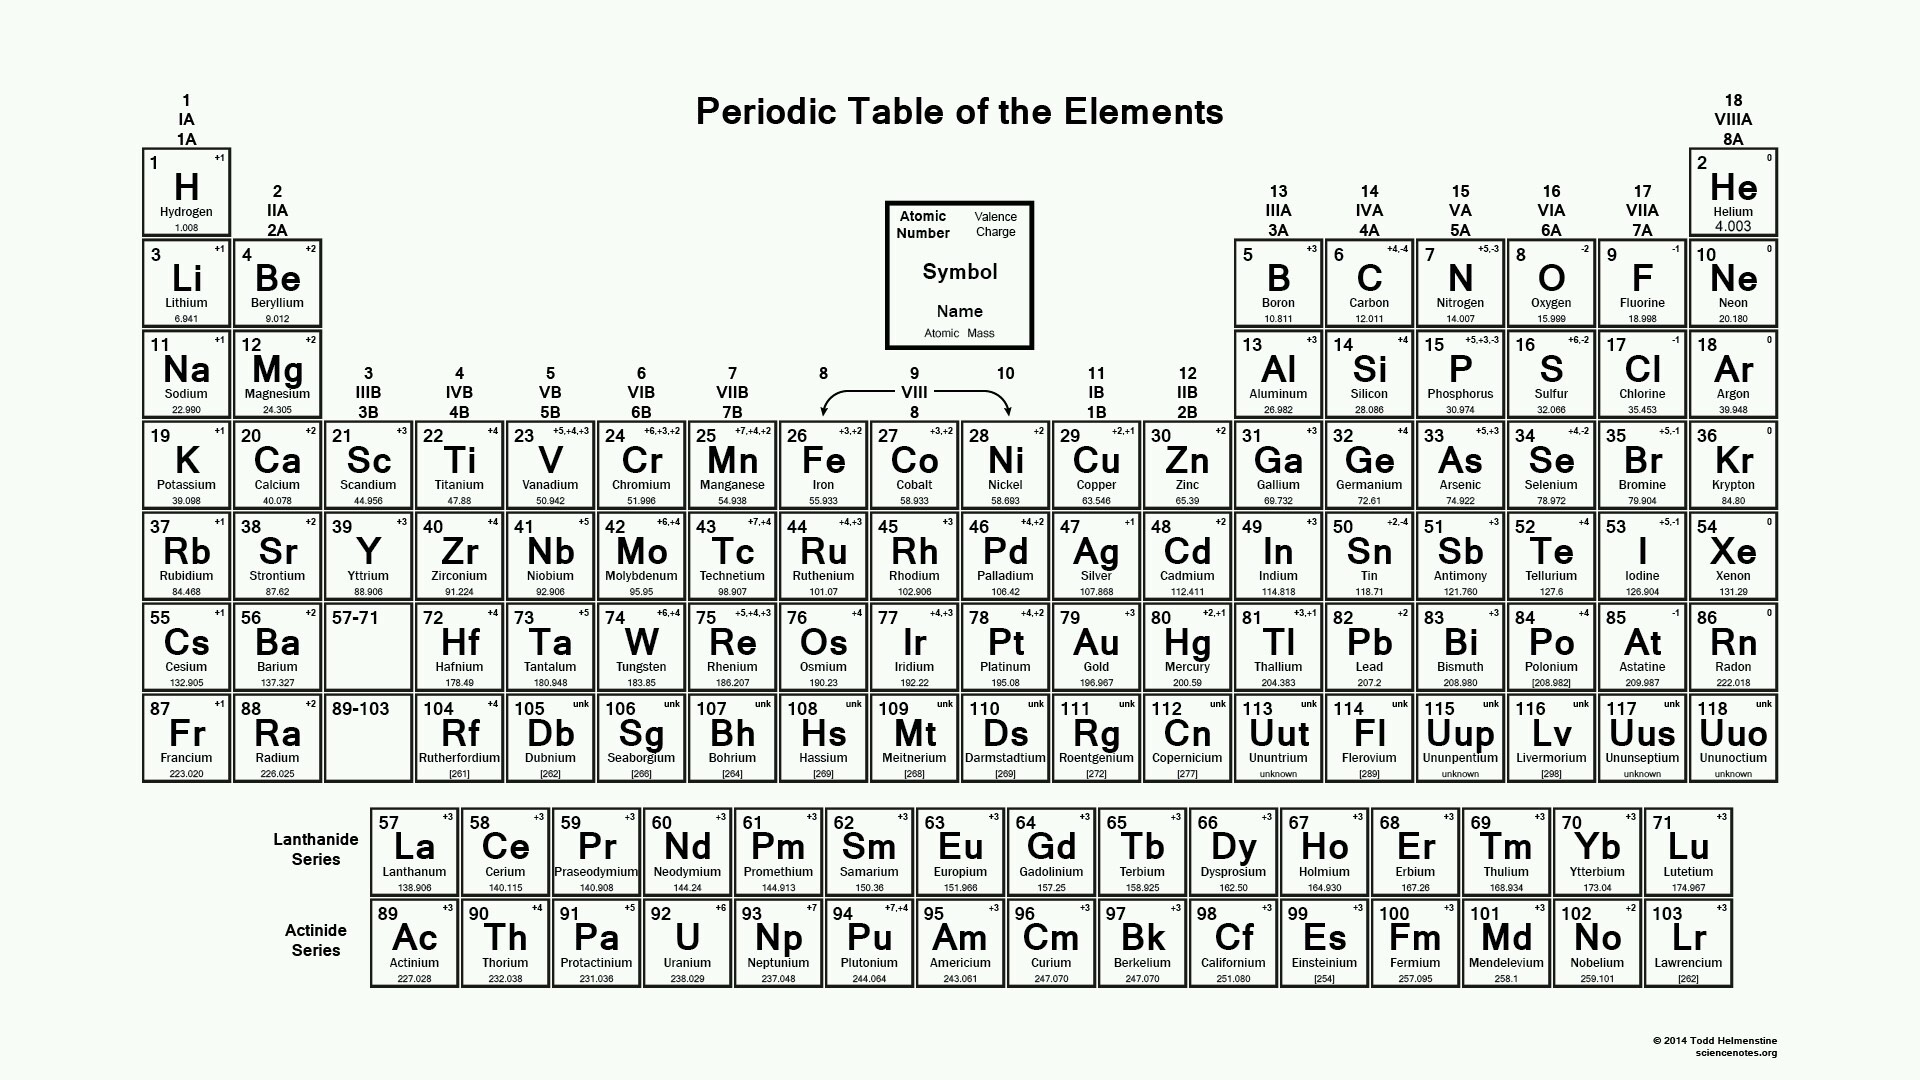 Periodic Table of the Elements
1
IA
1A
18
VIIIA
8A
1 +1
H
Hydrogen
1.008
2
IIA
2A
13
IIIA
3A
14
IVA
4A
15
VA
5A
16
VIA
6A
17
VIIA
7A
2 0
He
Helium
4.003
Atomic Number
Valence Charge
Symbol
Name
Atomic Mass
3 +1
Li
Lithium
6.941
4 +2
Be
Beryllium
9.012
5 +3
B
Boron
10.811
6 +4,-4
C
Carbon
12.011
7 +5,-3
N
Nitrogen
14.007
8 -2
O
Oxygen
15.999
9 -1
F
Fluorine
18.998
10 0
Ne
Neon
20.180
11 +1
Na
Sodium
22.990
12 +2
Mg
Magnesium
24.305
3
IIIB
3B
4
IVB
4B
5
VB
5B
6
VIB
6B
7
VIIB
7B
8 9 10
VIII
8
11
IB
1B
12
IIB
2B
13 +3
Al
Aluminum
26.982
14 +4
Si
Silicon
28.086
15 +5,+3,-3
P
Phosphorus
30.974
16 +6,-2
S
Sulfur
32.066
17 -1
Cl
Chlorine
35.453
18 0
Ar
Argon
39.948
19 +1
K
Potassium
39.098
20 +2
Ca
Calcium
40.078
21 +3
Sc
Scandium
44.956
22 +4
Ti
Titanium
47.88
23 +5,+4,+3
V
Vanadium
50.942
24 +6,+3,+2
Cr
Chromium
51.996
25 +7,+4,+2
Mn
Manganese
54.938
26 +3,+2
Fe
Iron
55.933
27 +3,+2
Co
Cobalt
58.933
28 +2
Ni
Nickel
58.693
29 +2,+1
Cu
Copper
63.546
30 +2
Zn
Zinc
65.39
31 +3
Ga
Gallium
69.732
32 +4
Ge
Germanium
72.61
33 +5,+3
As
Arsenic
74.922
34 +4,-2
Se
Selenium
78.972
35 +5,-1
Br
Bromine
79.904
36 0
Kr
Krypton
84.80
37 +1
Rb
Rubidium
84.468
38 +2
Sr
Strontium
87.62
39 +3
Y
Yttrium
88.906
40 +4
Zr
Zirconium
91.224
41 +5
Nb
Niobium
92.906
42 +6,+4
Mo
Molybdenum
95.95
43 +7,+4
Tc
Technetium
98.907
44 +4,+3
Ru
Ruthenium
101.07
45 +3
Rh
Rhodium
102.906
46 +4,+2
Pd
Palladium
106.42
47 +1
Ag
Silver
107.868
48 +2
Cd
Cadmium
112.411
49 +3
In
Indium
114.818
50 +2,-4
Sn
Tin
118.71
51 +3
Sb
Antimony
121.760
52 +4
Te
Tellurium
127.6
53 +5,-1
I
Iodine
126.904
54 0
Xe
Xenon
131.29
55 +1
Cs
Cesium
132.905
56 +2
Ba
Barium
137.327
57-71
72 +4
Hf
Hafnium
178.49
73 +5
Ta
Tantalum
180.948
74 +6,+4
W
Tungsten
183.85
75 +5,+4,+3
Re
Rhenium
186.207
76 +4
Os
Osmium
190.23
77 +4,+3
Ir
Iridium
192.22
78 +4,+2
Pt
Platinum
195.08
79 +3
Au
Gold
196.967
80 +2,+1
Hg
Mercury
200.59
81 +3,+1
Tl
Thallium
204.383
82 +2
Pb
Lead
207.2
83 +3
Bi
Bismuth
208.980
84 +4
Po
Polonium
[208.982]
85 -1
At
Astatine
209.987
86 0
Rn
Radon
222.018
87 +1
Fr
Francium
223.020
88 +2
Ra
Radium
226.025
89-103
104 +4
Rf
Rutherfordium
[261]
105 unk
Db
Dubnium
[262]
106 unk
Sg
Seaborgium
[266]
107 unk
Bh
Bohrium
[264]
108 unk
Hs
Hassium
[269]
109 unk
Mt
Meitnerium
[268]
110 unk
Ds
Darmstadtium
[269]
111 unk
Rg
Roentgenium
[272]
112 unk
Cn
Copernicium
[277]
113 unk
Uut
Ununtrium
unknown
114 unk
Fl
Flerovium
[289]
115 unk
Uup
Ununpentium
unknown
116 unk
Lv
Livermorium
[298]
117 unk
Uus
Ununseptium
unknown
118 unk
Uuo
Ununoctium
unknown
Lanthanide
Series
57 +3
La
Lanthanum
138.906
58 +3
Ce
Cerium
140.115
59 +3
Pr
Praseodymium
140.908
60 +3
Nd
Neodymium
144.24
61 +3
Pm
Promethium
144.913
62 +3
Sm
Samarium
150.36
63 +3
Eu
Europium
151.966
64 +3
Gd
Gadolinium
157.25
65 +3
Tb
Terbium
158.925
66 +3
Dy
Dysprosium
162.50
67 +3
Ho
Holmium
164.930
68 +3
Er
Erbium
167.26
69 +3
Tm
Thulium
168.934
70 +3
Yb
Ytterbium
173.04
71 +3
Lu
Lutetium
174.967
Actinide
Series
89 +3
Ac
Actinium
227.028
90 +4
Th
Thorium
232.038
91 +5
Pa
Protactinium
231.036
92 +6
U
Uranium
238.029
93 +7
Np
Neptunium
237.048
94 +7,+4
Pu
Plutonium
244.064
95 +3
Am
Americium
243.061
96 +3
Cm
Curium
247.070
97 +3
Bk
Berkelium
247.070
98 +3
Cf
Californium
251.080
99 +3
Es
Einsteinium
[254]
100 +3
Fm
Fermium
257.095
101 +3
Md
Mendelevium
258.1
102 +2
No
Nobelium
259.101
103 +3
Lr
Lawrencium
[262]
© 2014 Todd Helmenstine
sciencenotes.org